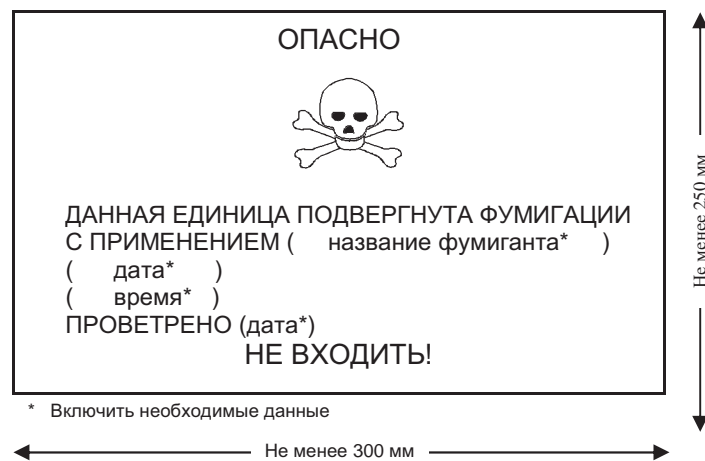 ОПАСНО
ДАННАЯ ЕДИНИЦА ПОДВЕРГНУТА ФУМИГАЦИИ
С ПРИМЕНЕНИЕМ ( название фумиганта* )
( дата* )
( время* )
ПРОВЕТРЕНО (дата*)
НЕ ВХОДИТЬ!
* Включить необходимые данные
Не менее 300 мм
Не менее 250 мм